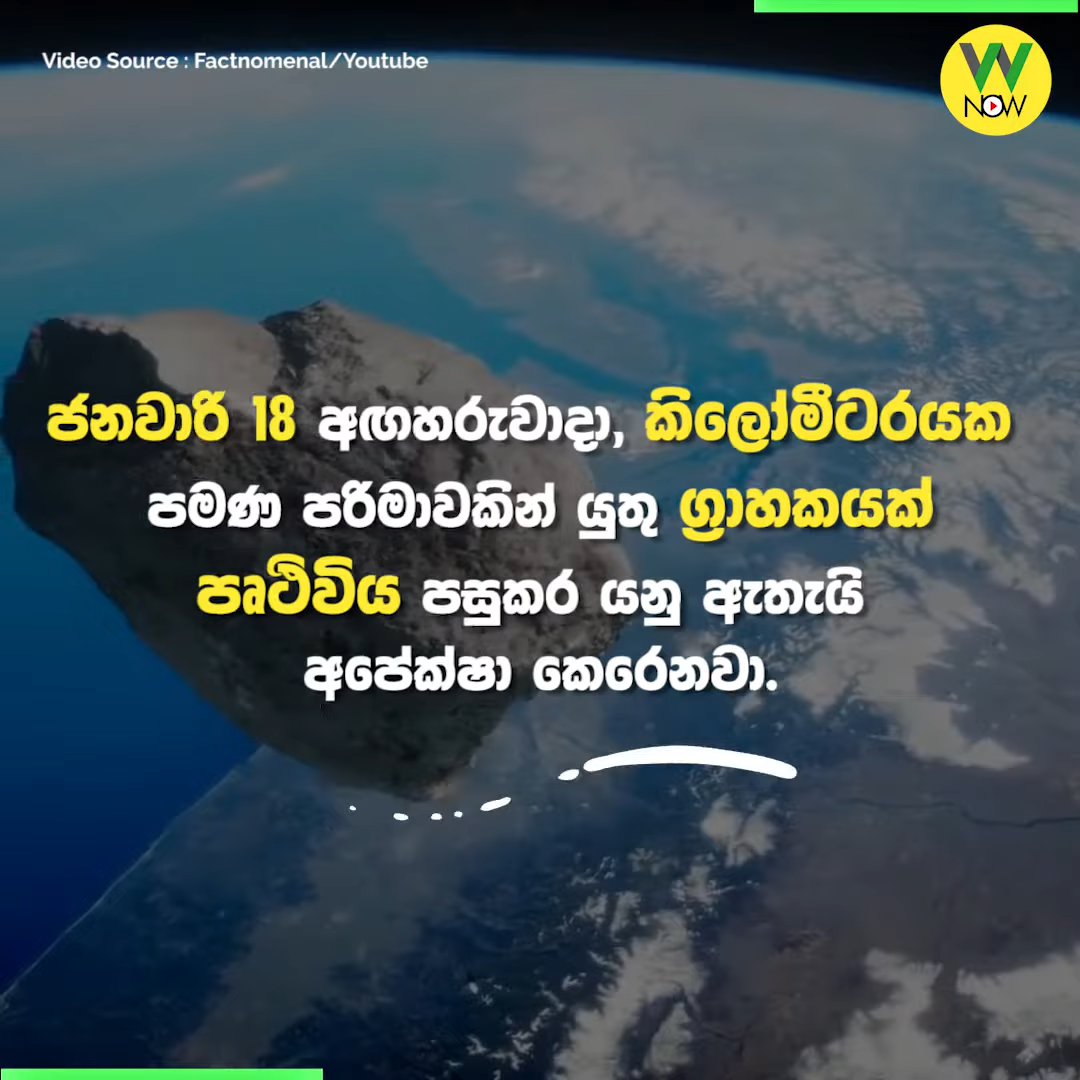 Video Source : Factnomenal/Youtube
W
NOW
ජනවාරි 18 අඟහරුවාදා, කිලෝමීටරයක
පමණ පරිමාවකින් යුතු ග්‍රාහකයක්
පෘථිවිය පසුකර යනු ඇතැයි
අපේක්ෂා කෙරෙනවා.